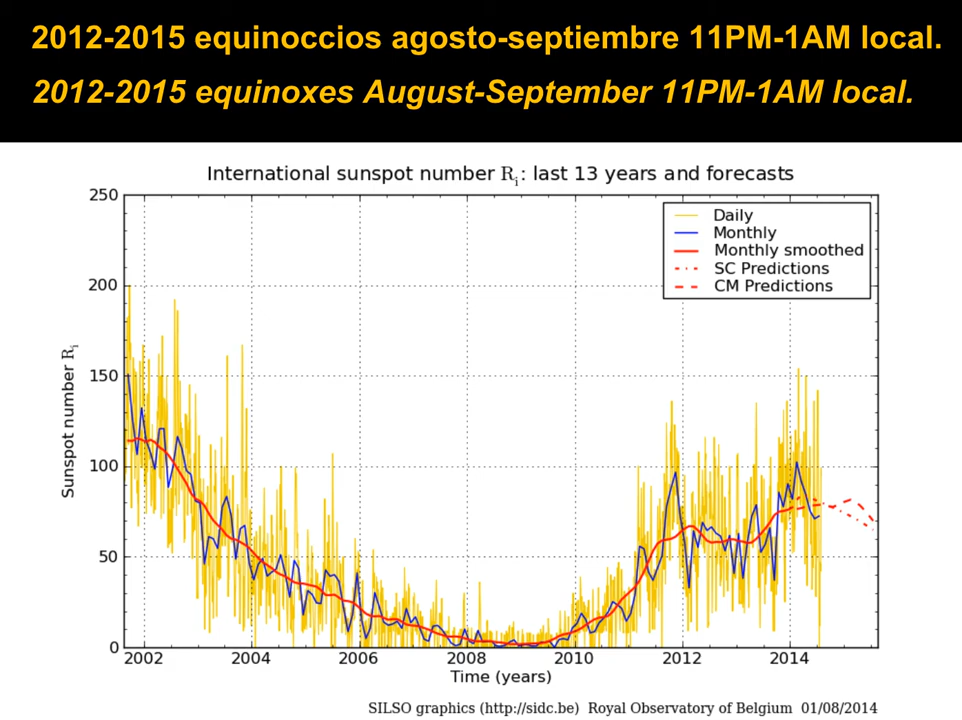 2012-2015 equinoccios agosto-septiembre 11PM-1AM local.
2012-2015 equinoxes August-September 11PM-1AM local.
International sunspot number Ri: last 13 years and forecasts
250
200
150
100
50
0
Sunspot number Ri
Daily
Monthly
Monthly smoothed
SC Predictions
CM Predictions
2002 2004 2006 2008 2010 2012 2014
Time (years)
SILSO graphics (http://sidc.be) Royal Observatory of Belgium 01/08/2014